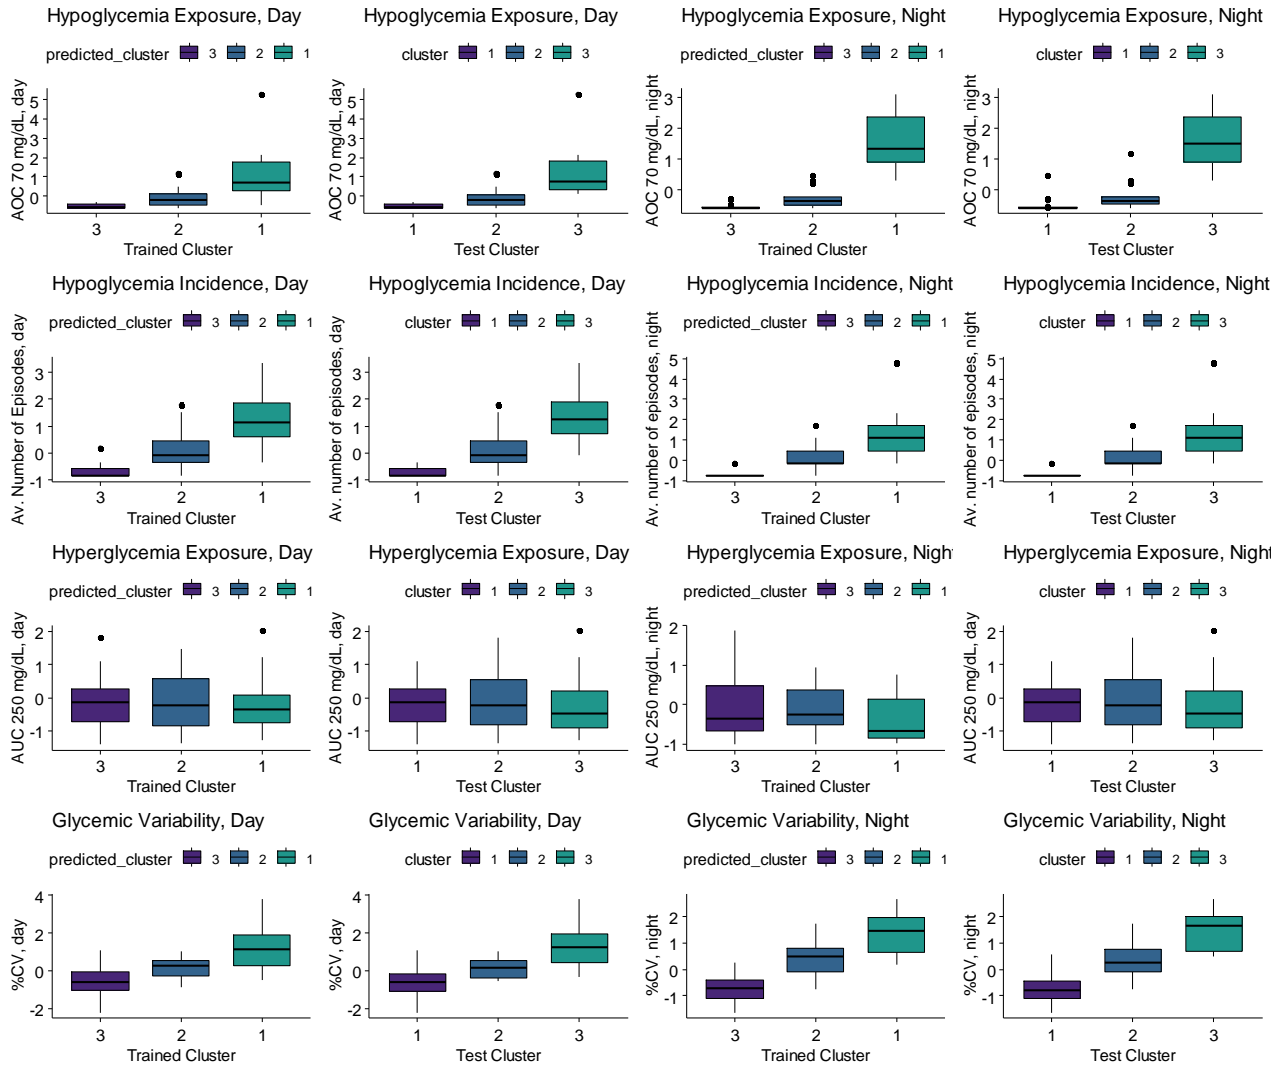 Hypoglycemia Exposure, Day
predicted_cluster 3 2 1
AOC 70 mg/dL, day
5
4
3
2
1
0
3 2 1
Trained Cluster
Hypoglycemia Exposure, Day
cluster 1 2 3
AOC 70 mg/dL, day
5
4
3
2
1
0
1 2 3
Test Cluster
Hypoglycemia Exposure, Night
predicted_cluster 3 2 1
AOC 70 mg/dL, night
3
2
1
0
3 2 1
Trained Cluster
Hypoglycemia Exposure, Night
cluster 1 2 3
AOC 70 mg/dL, night
3
2
1
0
1 2 3
Test Cluster
Hypoglycemia Incidence, Day
predicted_cluster 3 2 1
Av. Number of Episodes, day
3
2
1
0
-1
3 2 1
Trained Cluster
Hypoglycemia Incidence, Day
cluster 1 2 3
Av. number of episodes, day
3
2
1
0
-1
1 2 3
Test Cluster
Hypoglycemia Incidence, Night
predicted_cluster 3 2 1
Av. number of episodes, night
5
4
3
2
1
0
-1
3 2 1
Trained Cluster
Hypoglycemia Incidence, Night
cluster 1 2 3
Av. number of episodes, night
5
4
3
2
1
0
-1
1 2 3
Test Cluster
Hyperglycemia Exposure, Day
predicted_cluster 3 2 1
AUC 250 mg/dL, day
2
1
0
-1
3 2 1
Trained Cluster
Hyperglycemia Exposure, Day
cluster 1 2 3
AUC 250 mg/dL, day
2
1
0
-1
1 2 3
Test Cluster
Hyperglycemia Exposure, Night
predicted_cluster 3 2 1
AUC 250 mg/dL, night
2
1
0
-1
3 2 1
Trained Cluster
Hyperglycemia Exposure, Night
cluster 1 2 3
AUC 250 mg/dL, night
2
1
0
-1
1 2 3
Test Cluster
Glycemic Variability, Day
predicted_cluster 3 2 1
%CV, day
4
2
0
-2
3 2 1
Trained Cluster
Glycemic Variability, Day
cluster 1 2 3
%CV, day
4
2
0
-2
1 2 3
Test Cluster
Glycemic Variability, Night
predicted_cluster 3 2 1
%CV, night
2
1
0
-1
3 2 1
Trained Cluster
Glycemic Variability, Night
cluster 1 2 3
%CV, night
2
1
0
-1
1 2 3
Test Cluster